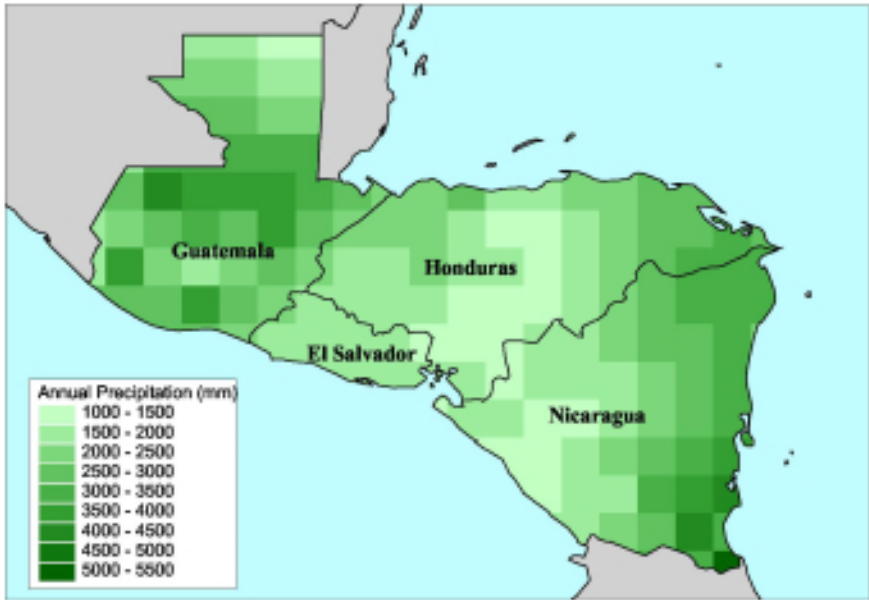 Guatemala
Honduras
El Salvador
Nicaragua
Annual Precipitation (mm)
1000 - 1500
1500 - 2000
2000 - 2500
2500 - 3000
3000 - 3500
3500 - 4000
4000 - 4500
4500 - 5000
5000 - 5500